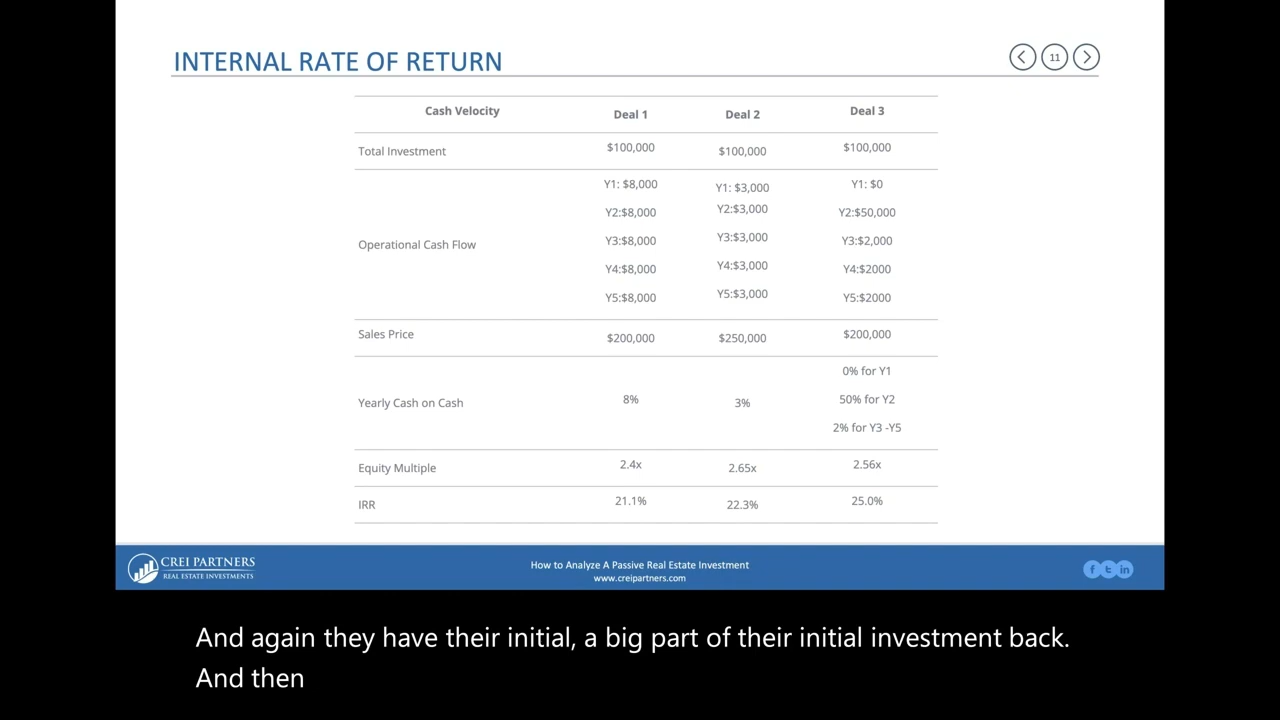 INTERNAL RATE OF RETURN
11
Cash Velocity Deal 1 Deal 2 Deal 3
Total Investment $100,000 $100,000 $100,000
Operational Cash Flow
Y1: $8,000 Y1: $3,000 Y1: $0
Y2:$8,000 Y2:$3,000 Y2:$50,000
Y3:$8,000 Y3:$3,000 Y3:$2,000
Y4:$8,000 Y4:$3,000 Y4:$2000
Y5:$8,000 Y5:$3,000 Y5:$2000
Sales Price $200,000 $250,000 $200,000
Yearly Cash on Cash 8% 3%
0% for Y1
50% for Y2
2% for Y3 -Y5
Equity Multiple 2.4x 2.65x 2.56x
IRR 21.1% 22.3% 25.0%
CREI PARTNERS
REAL ESTATE INVESTMENTS
How to Analyze A Passive Real Estate Investment
www.creipartners.com
f t in
And again they have their initial, a big part of their initial investment back.
And then